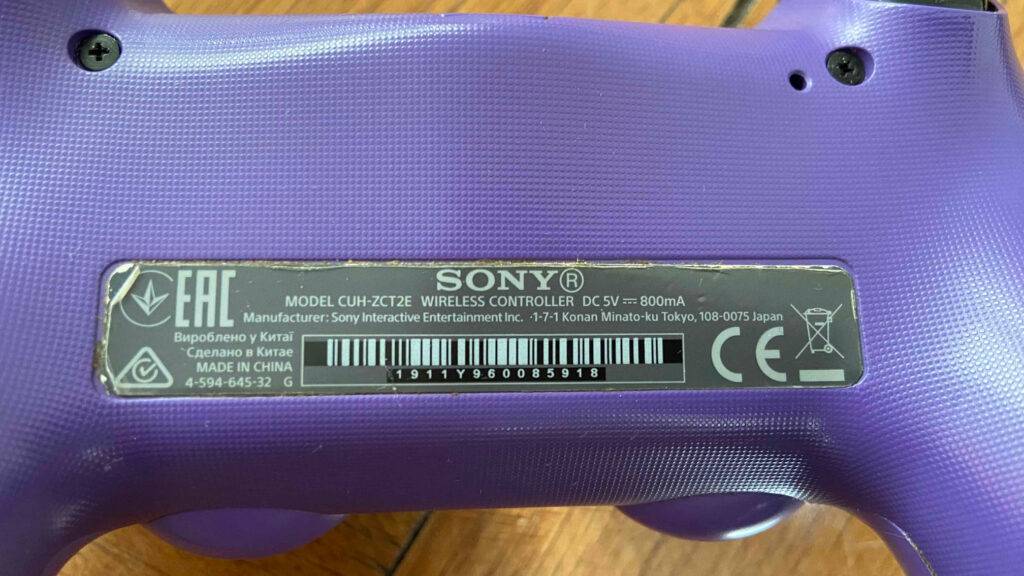 EAC
SONY®
MODEL CUH-ZCT2E WIRELESS CONTROLLER DC 5V ⎓ 800mA
Manufacturer: Sony Interactive Entertainment Inc. 1-7-1 Konan Minato-ku Tokyo, 108-0075 Japan
Вироблено у Китаї
Сделано в Китае
MADE IN CHINA
4-594-645-32 G
1911Y960085918
CE